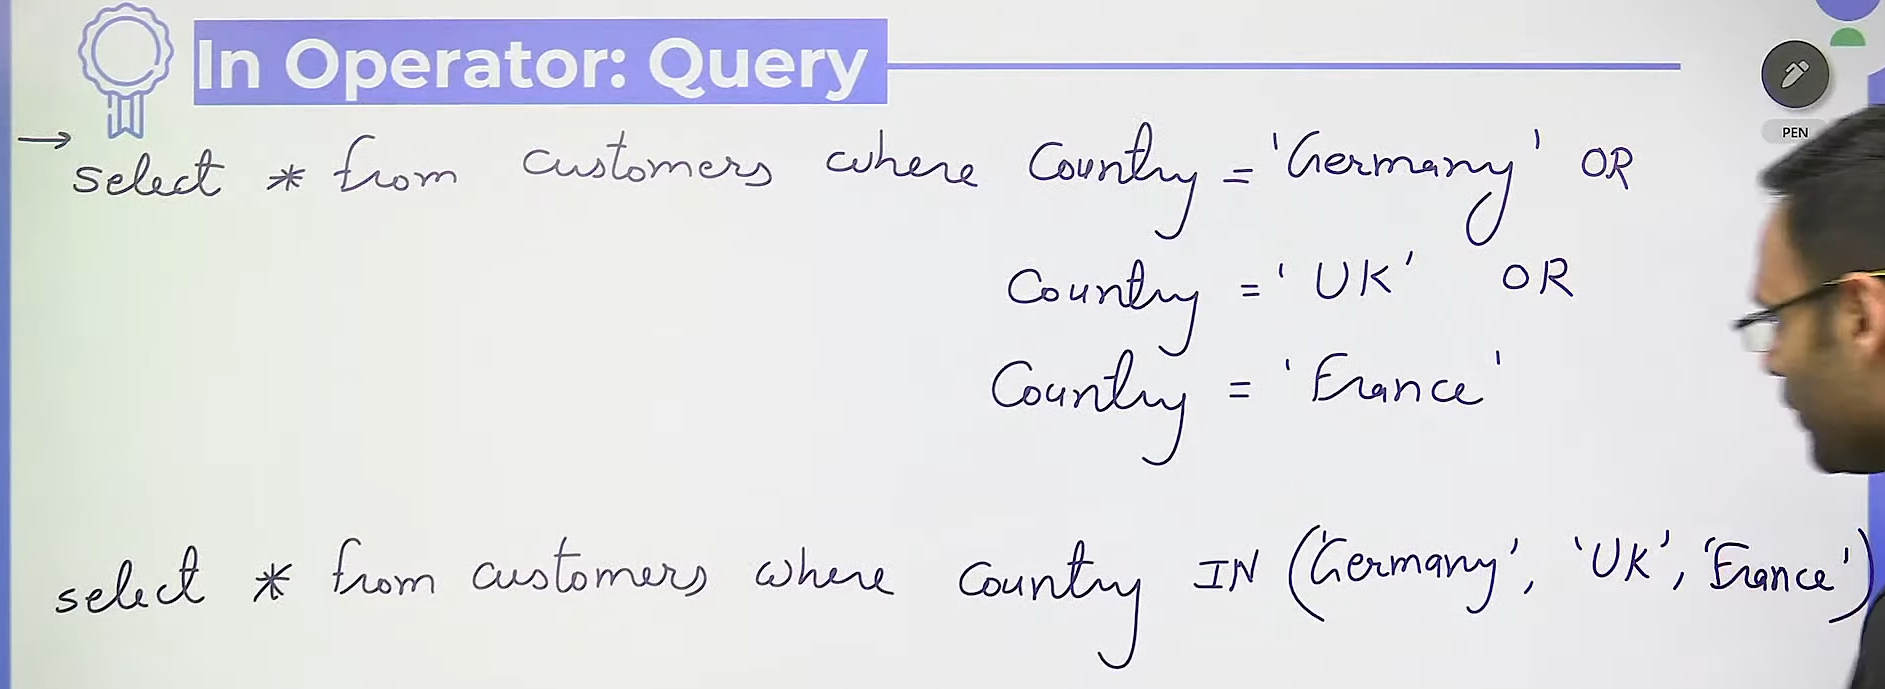 In Operator: Query
PEN
→ select * from customers where Country = 'Germany' OR
Country = 'UK' OR
Country = 'France'
select * from customers where Country IN ('Germany', 'UK', 'France')